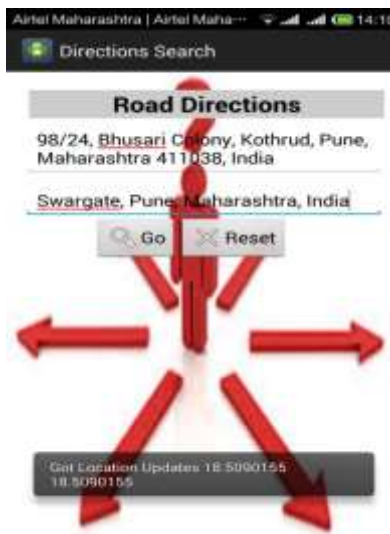 Airtel Maharashtra | Airtel Maha··· 14:16
Directions Search
Road Directions
98/24, Bhusari Colony, Kothrud, Pune,
Maharashtra 411038, India
Swargate, Pune, Maharashtra, India
Go Reset
Got Location Updates 18.5090155
18.5090155